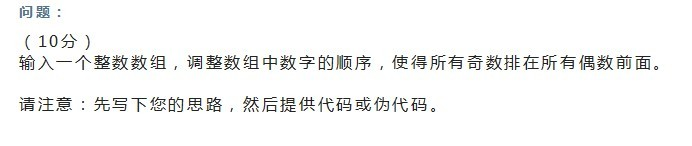 问题：
（10分）
输入一个整数数组，调整数组中数字的顺序，使得所有奇数排在所有偶数前面。
请注意：先写下您的思路，然后提供代码或伪代码。